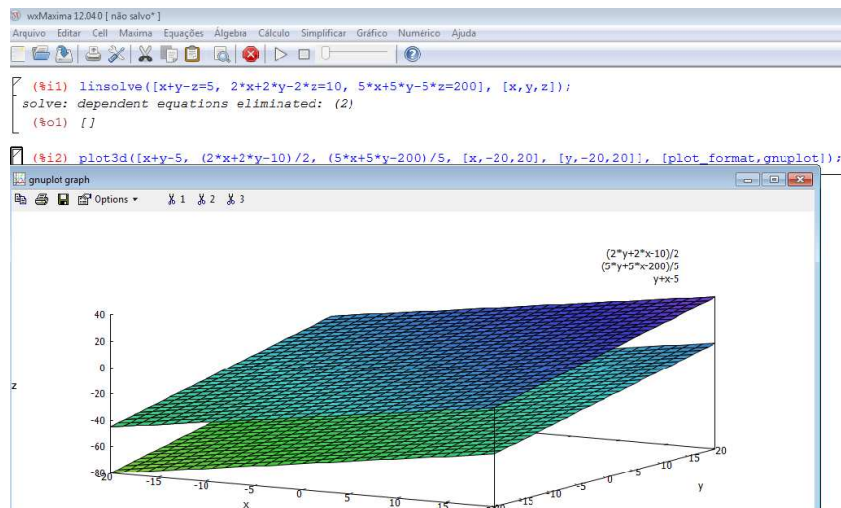 wxMaxima 12.04.0 [ não salvo* ]
Arquivo Editar Cell Maxima Equações Álgebra Cálculo Simplificar Gráfico Numérico Ajuda
(%i1) linsolve([x+y-z=5, 2*x+2*y-2*z=10, 5*x+5*y-5*z=200], [x,y,z]);
solve: dependent equations eliminated: (2)
(%o1) []
(%i2) plot3d([x+y-5, (2*x+2*y-10)/2, (5*x+5*y-200)/5, [x,-20,20], [y,-20,20]], [plot_format,gnuplot]);
gnuplot graph
Options 1 2 3
(2*y+2*x-10)/2
(5*y+5*x-200)/5
y+x-5
40
20
0
-20
-40
-60
-80
z
-20 -15 -10 -5 0 5 10 15
x
-20 -15 -10 -5 0 5 10 15 20
y